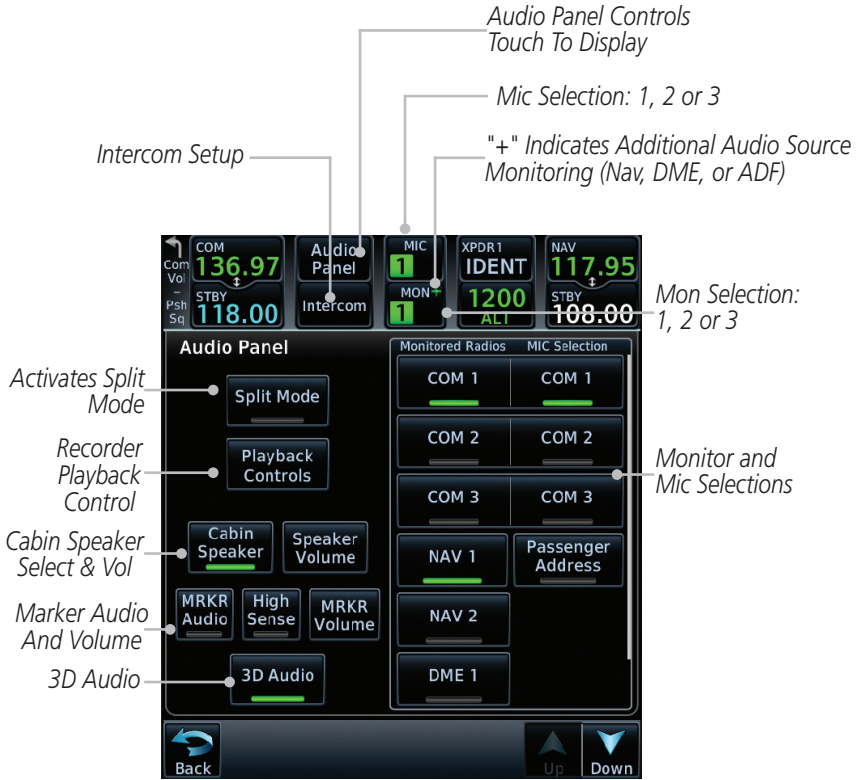 Audio Panel Controls
Touch To Display
Mic Selection: 1, 2 or 3
"+" Indicates Additional Audio Source
Monitoring (Nav, DME, or ADF)
Intercom Setup
Com
Vol
–
Psh
Sq
COM
136.97
STBY
118.00
Audio
Panel
Intercom
MIC
1
MON+
1
XPDR1
IDENT
1200
ALT
NAV
117.95
STBY
108.00
Mon Selection:
1, 2 or 3
Audio Panel
Monitored Radios MIC Selection
Activates Split
Mode
Split Mode
COM 1 COM 1
Recorder
Playback
Control
Playback
Controls
COM 2 COM 2
COM 3 COM 3
Monitor and
Mic Selections
Cabin Speaker
Select & Vol
Cabin
Speaker
Speaker
Volume
NAV 1
Passenger
Address
Marker Audio
And Volume
MRKR
Audio
High
Sense
MRKR
Volume
NAV 2
3D Audio
3D Audio
DME 1
Back
Up
Down